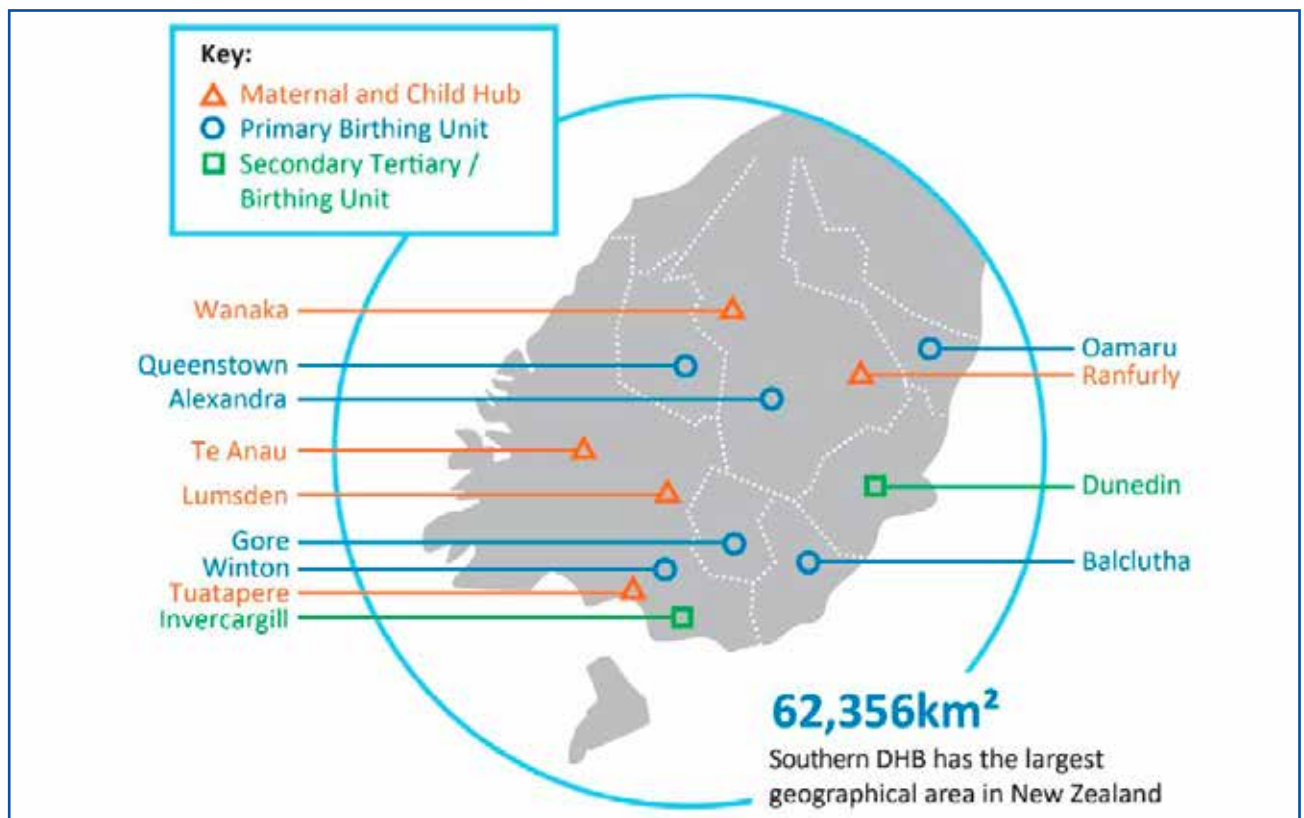 Key:
Maternal and Child Hub
Primary Birthing Unit
Secondary Tertiary /
Birthing Unit
Wanaka
Queenstown
Alexandra
Te Anau
Lumsden
Gore
Winton
Tuatapere
Invercargill
Oamaru
Ranfurly
Dunedin
Balclutha
62,356km²
Southern DHB has the largest
geographical area in New Zealand